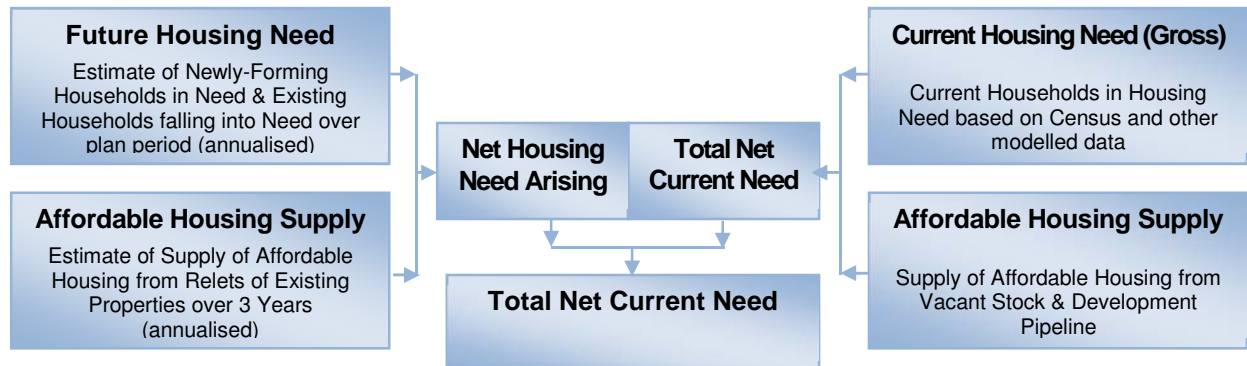 Future Housing Need
Estimate of Newly-Forming
Households in Need & Existing
Households falling into Need over
plan period (annualised)
Affordable Housing Supply
Estimate of Supply of Affordable
Housing from Relets of Existing
Properties over 3 Years
(annualised)
Net Housing
Need Arising
Total Net
Current Need
Total Net Current Need
Current Housing Need (Gross)
Current Households in Housing
Need based on Census and other
modelled data
Affordable Housing Supply
Supply of Affordable Housing from
Vacant Stock & Development
Pipeline